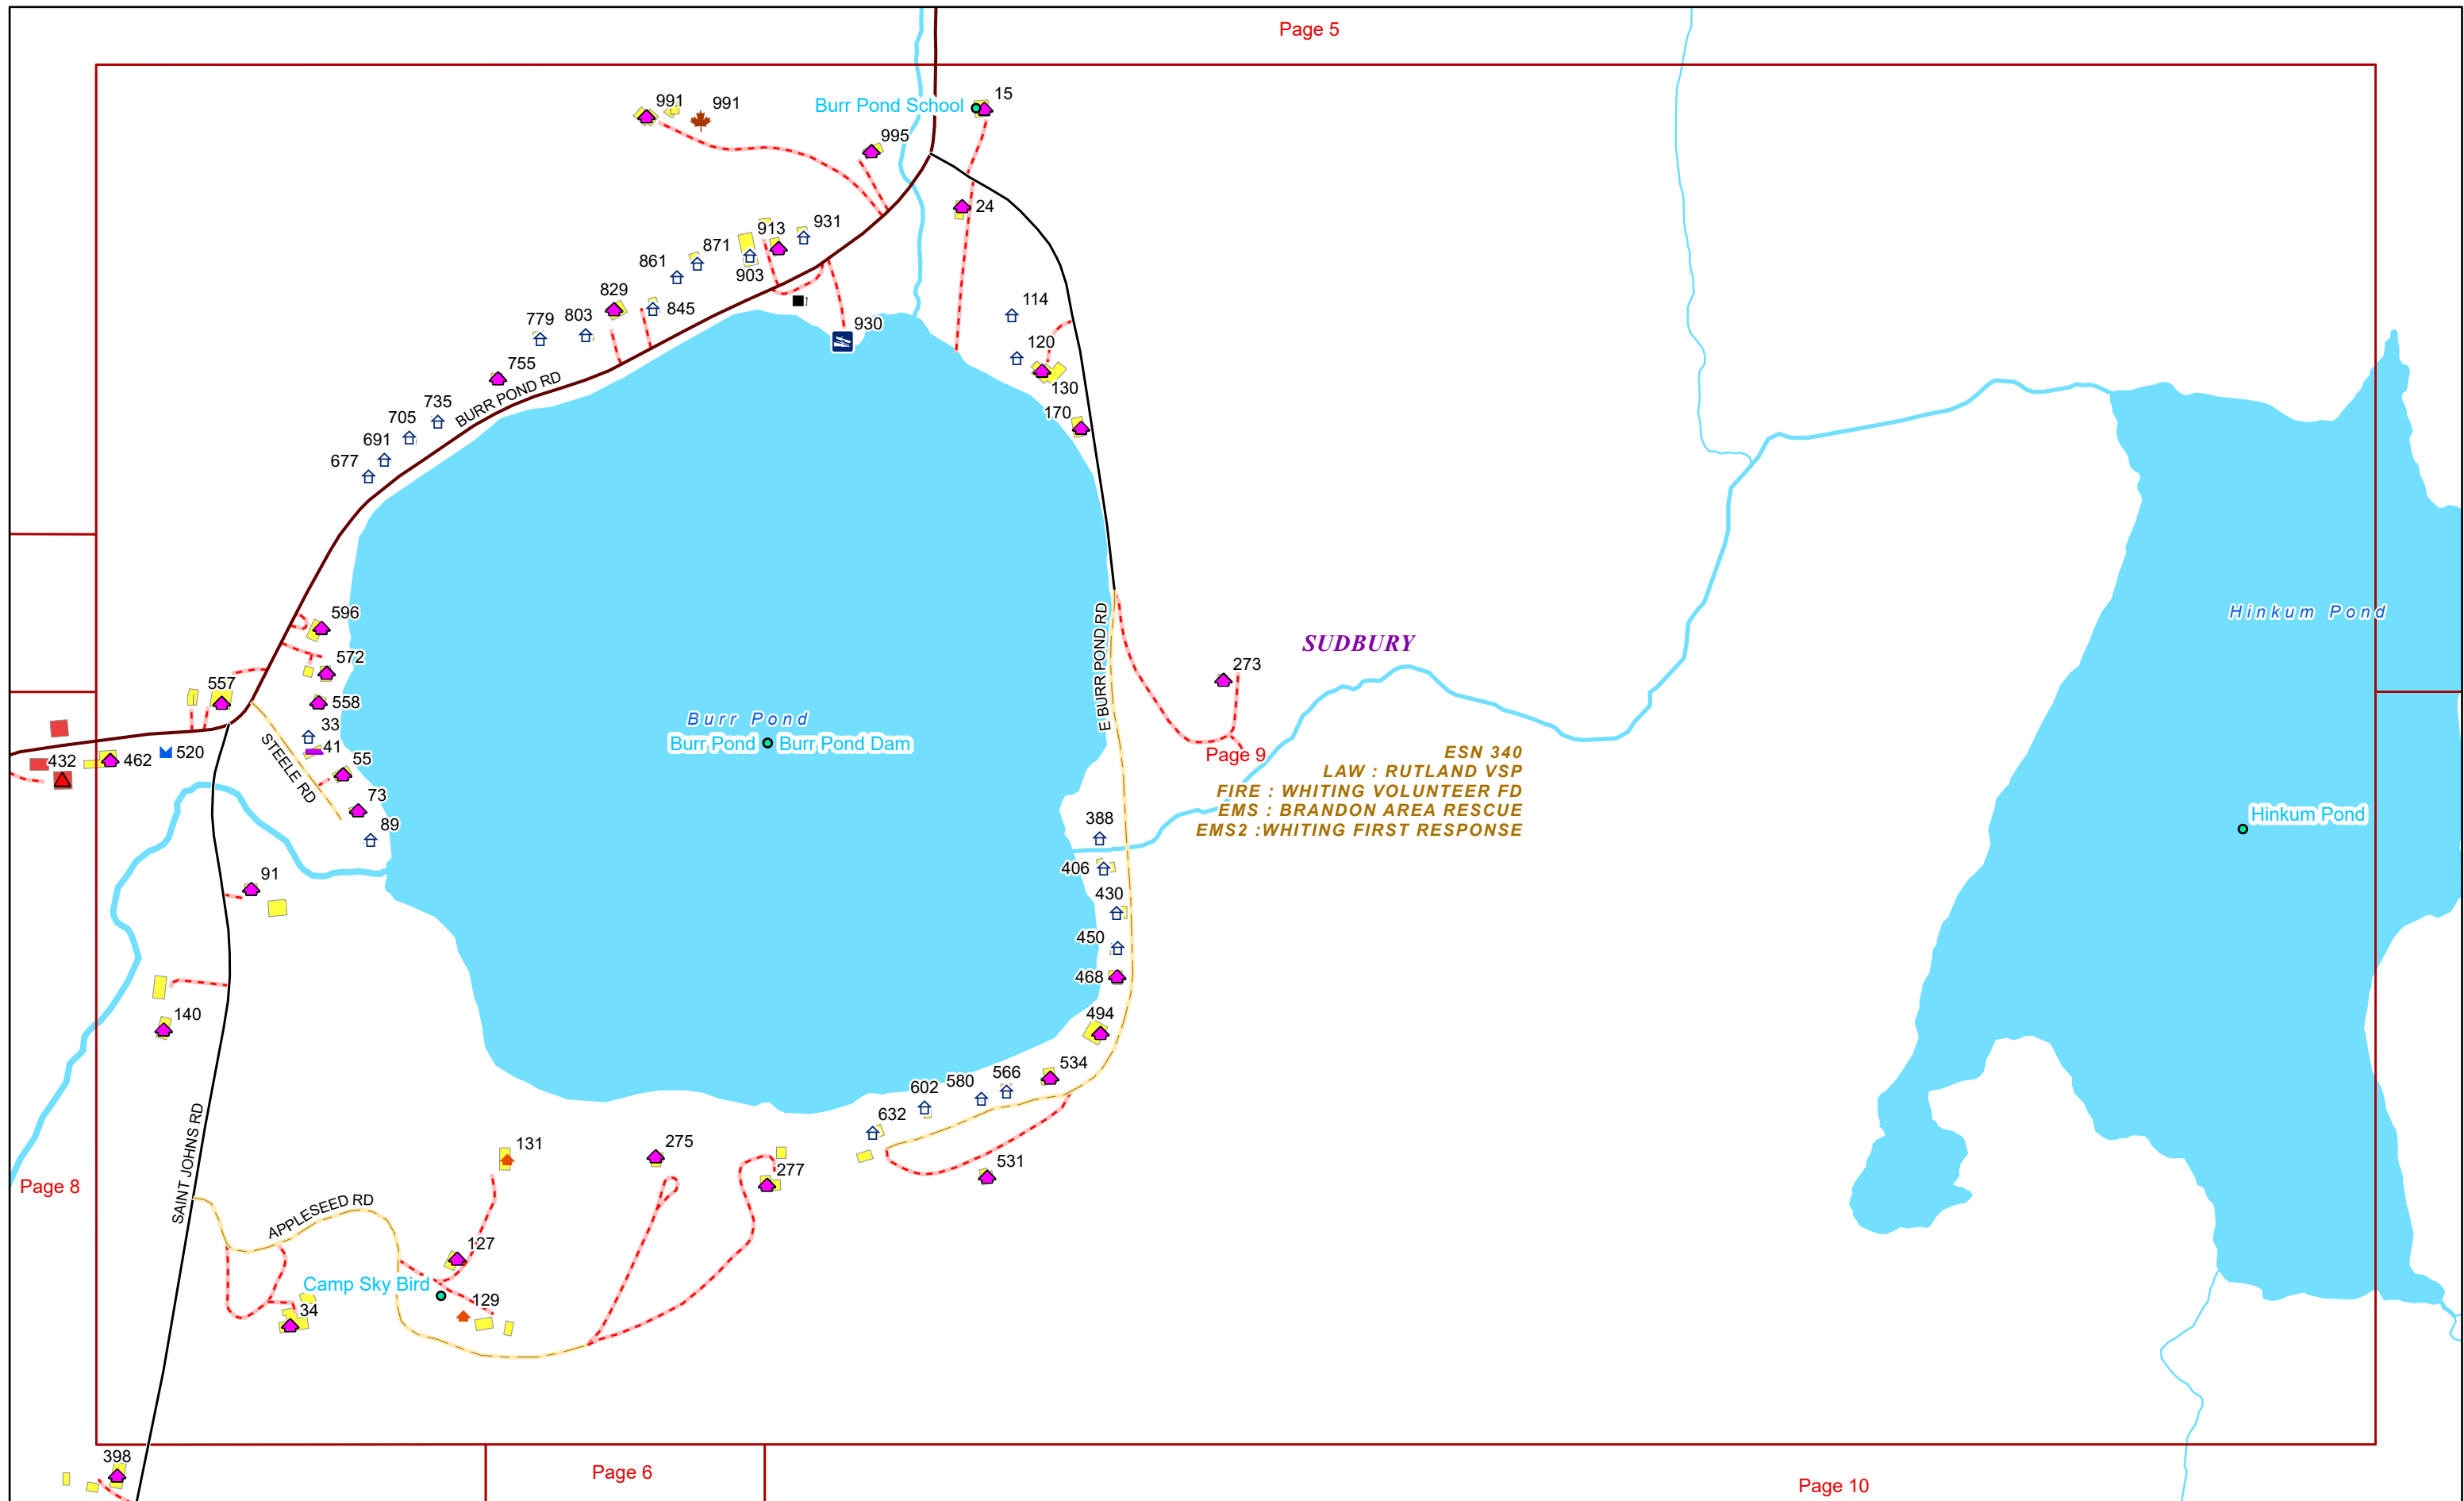 Page 5
991
991
Burr Pond School
15
995
24
913
931
871
861
903
829
845
114
779
803
930
120
755
130
BURR POND RD
735
170
705
691
677
596
E BURR POND RD
Hinkum Pond
SUDBURY
572
273
557
558
Burr Pond
33
Burr Pond
Burr Pond Dam
41
520
462
432
STEELE RD
55
Page 9
ESN 340
LAW : RUTLAND VSP
FIRE : WHITING VOLUNTEER FD
EMS : BRANDON AREA RESCUE
EMS2 :WHITING FIRST RESPONSE
73
89
388
Hinkum Pond
406
91
430
450
468
140
494
534
566
580
602
632
SAINT JOHNS RD
131
275
277
531
Page 8
APPLESEED RD
127
Camp Sky Bird
129
34
398
Page 6
Page 10